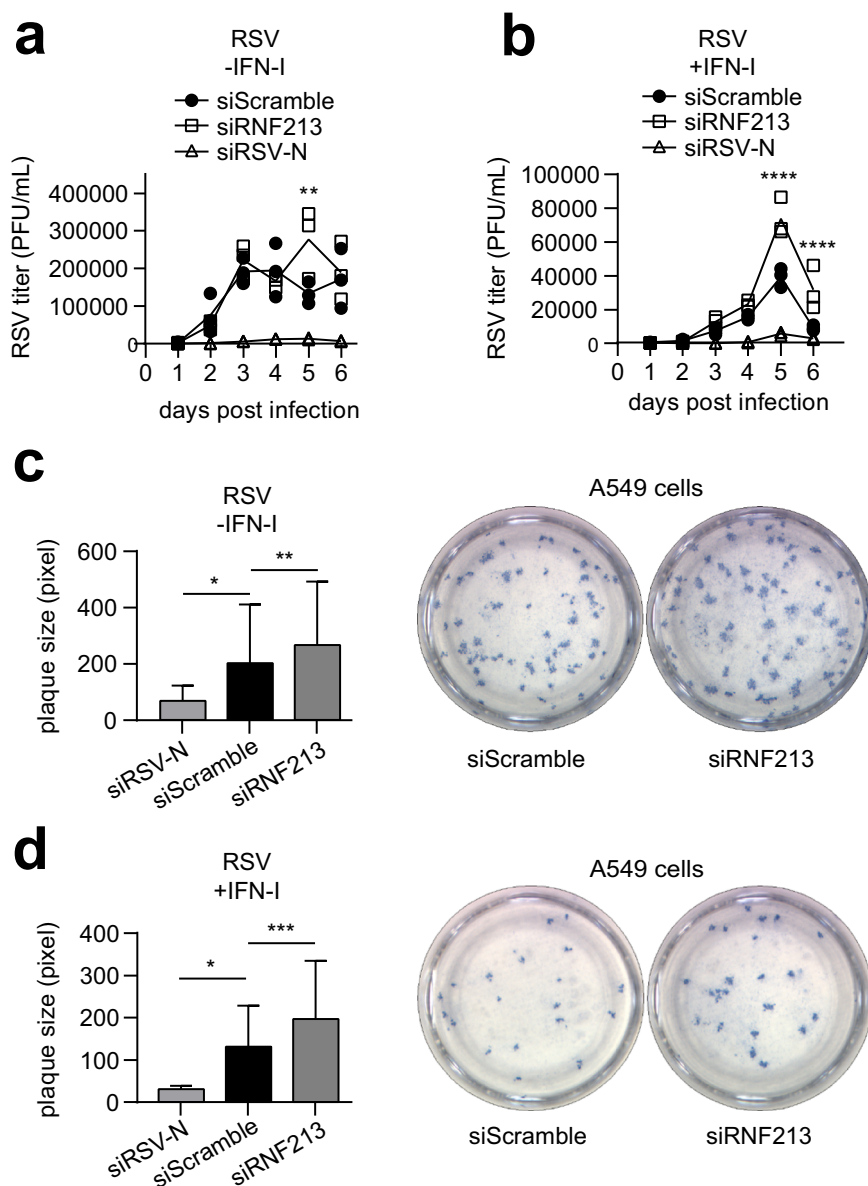 a
RSV
-IFN-I
siScramble
siRNF213
siRSV-N
RSV titer (PFU/mL)
400000
300000
200000
100000
0
**
0 1 2 3 4 5 6
days post infection
b
RSV
+IFN-I
siScramble
siRNF213
siRSV-N
RSV titer (PFU/mL)
100000
80000
60000
40000
20000
0
****
****
0 1 2 3 4 5 6
days post infection
c
RSV
-IFN-I
plaque size (pixel)
600
400
200
0
*
**
siRSV-N
siScramble
siRNF213
A549 cells
siScramble
siRNF213
d
RSV
+IFN-I
plaque size (pixel)
400
300
200
100
0
*
***
siRSV-N
siScramble
siRNF213
A549 cells
siScramble
siRNF213